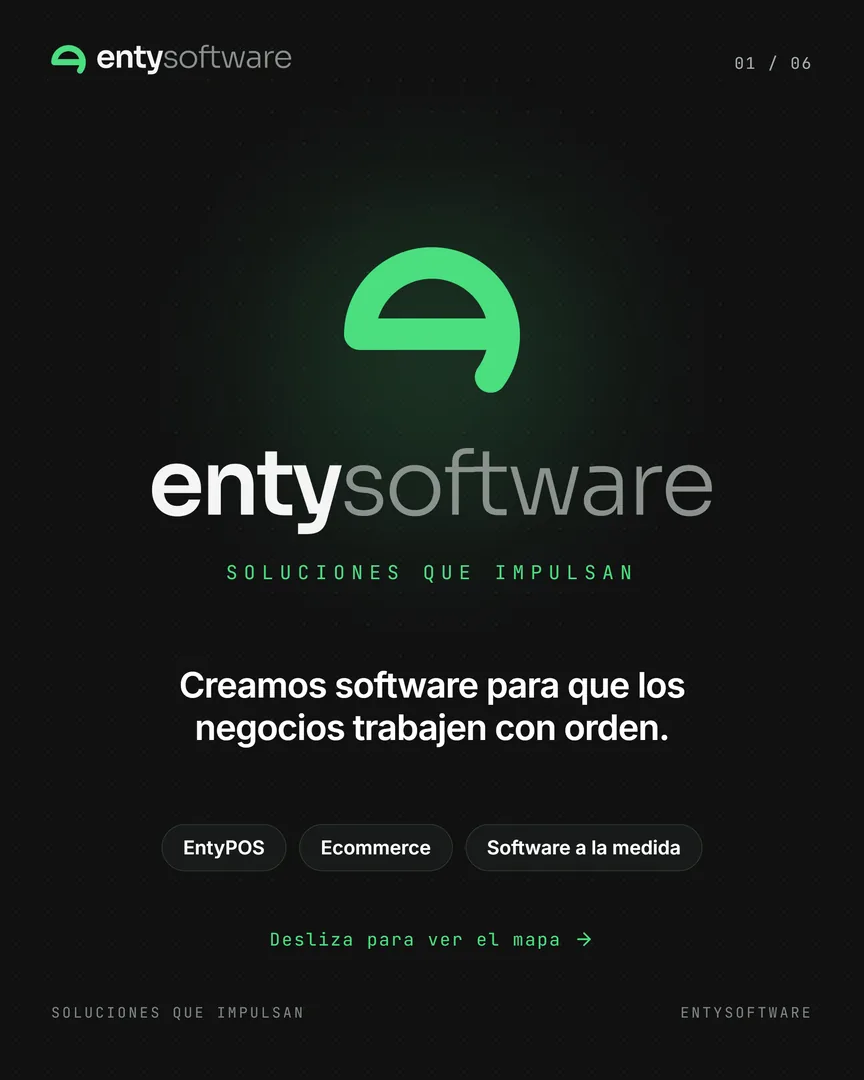 entysoftware
01 / 06
entysoftware
SOLUCIONES QUE IMPULSAN
Creamos software para que los
negocios trabajen con orden.
EntyPOS
Ecommerce
Software a la medida
Desliza para ver el mapa →
SOLUCIONES QUE IMPULSAN
ENTYSOFTWARE